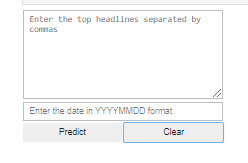 Enter the top headlines separated by
commas
Enter the date in YYYYMMDD format
Predict Clear